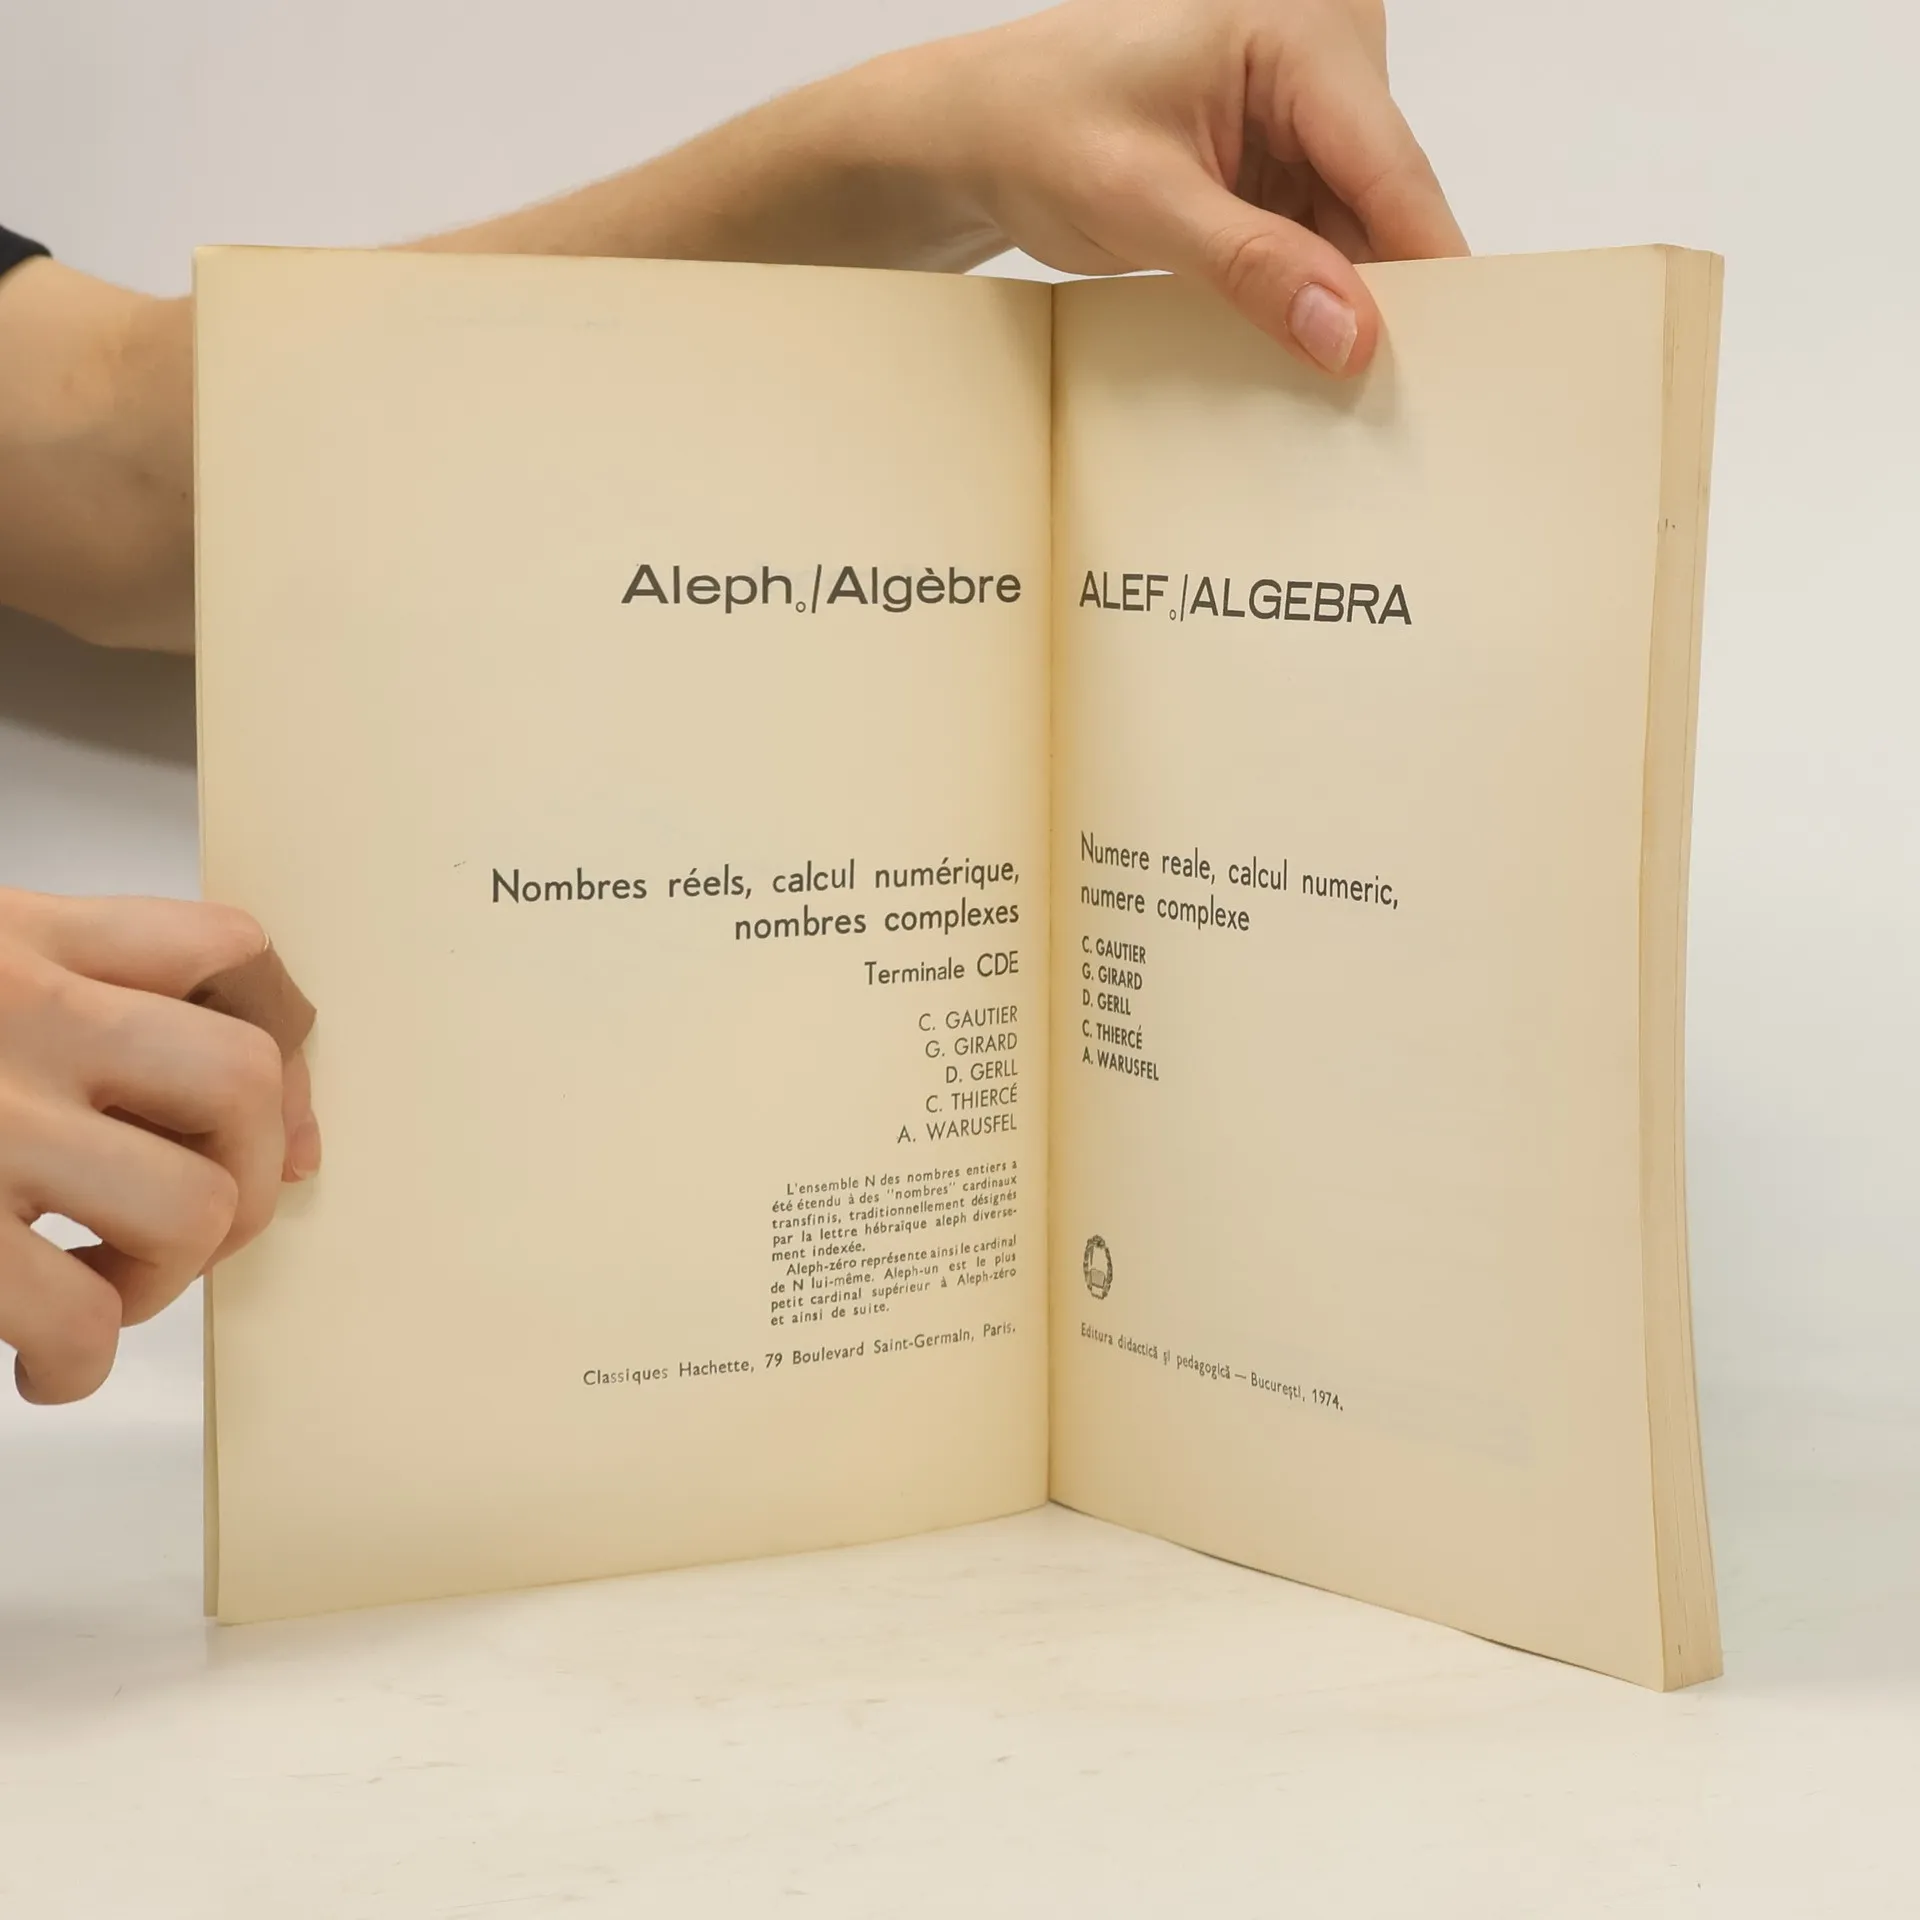 Aleph₀/Algèbre
Nombres réels, calcul numérique,
nombres complexes
Terminale CDE
C. GAUTIER
G. GIRARD
D. GERLL
C. THIERCÉ
A. WARUSFEL
L'ensemble N des nombres entiers a
été étendu à des "nombres" cardinaux
transfinis, traditionnellement désignés
par la lettre hébraïque aleph diverse-
ment indexée.
Aleph-zéro représente ainsi le cardinal
de N lui-même. Aleph-un est le plus
petit cardinal supérieur à Aleph-zéro
et ainsi de suite.
Classiques Hachette, 79 Boulevard Saint-Germain, Paris.
ALEF₀/ALGEBRA
Numere reale, calcul numeric,
numere complexe
C. GAUTIER
G. GIRARD
D. GERLL
C. THIERCÉ
A. WARUSFEL
Editura didactică şi pedagogică — Bucureşti, 1974.